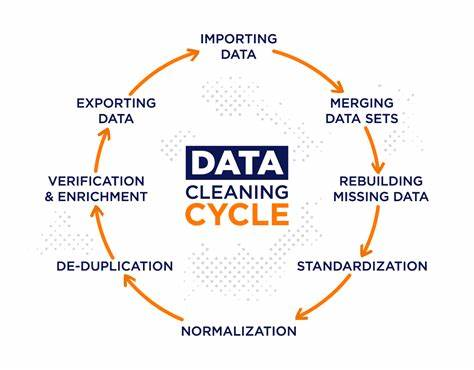 IMPORTING
DATA
MERGING
DATA SETS
REBUILDING
MISSING DATA
STANDARDIZATION
NORMALIZATION
DE-DUPLICATION
VERIFICATION
& ENRICHMENT
EXPORTING
DATA
DATA
CLEANING
CYCLE